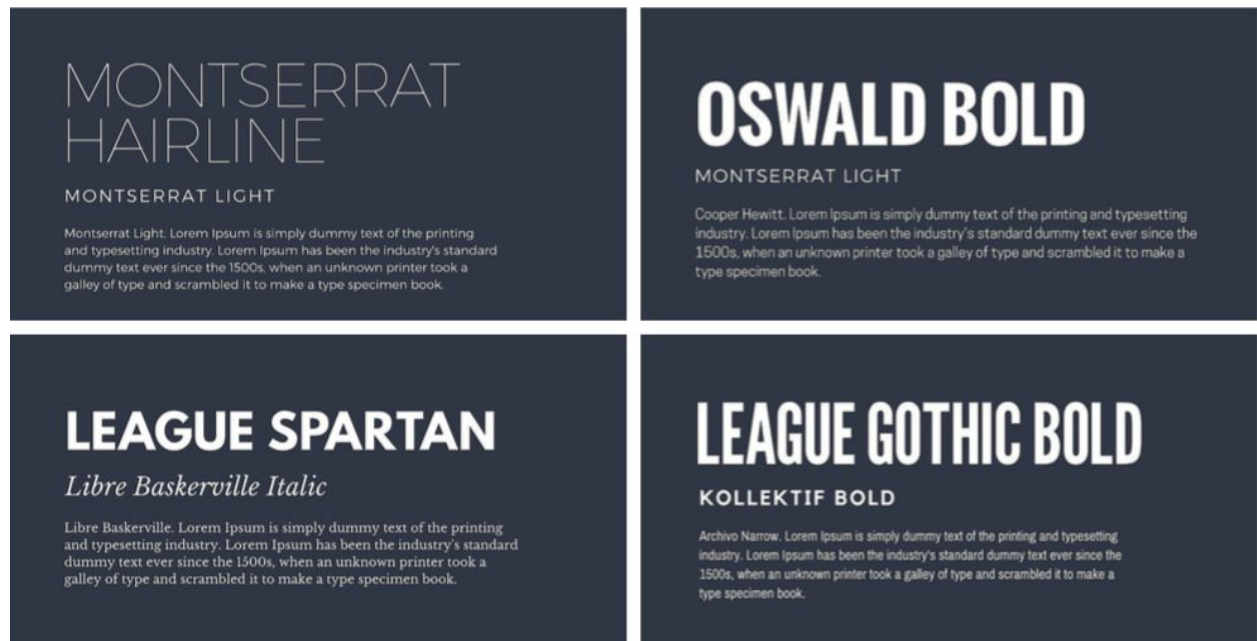 MONTSERRAT
HAIRLINE
MONTSERRAT LIGHT
Montserrat Light. Lorem Ipsum is simply dummy text of the printing
and typesetting industry. Lorem Ipsum has been the industry's standard
dummy text ever since the 1500s, when an unknown printer took a
galley of type and scrambled it to make a type specimen book.
OSWALD BOLD
MONTSERRAT LIGHT
Cooper Hewitt. Lorem Ipsum is simply dummy text of the printing and typesetting
industry. Lorem Ipsum has been the industry's standard dummy text ever since the
1500s, when an unknown printer took a galley of type and scrambled it to make a
type specimen book.
LEAGUE SPARTAN
Libre Baskerville Italic
Libre Baskerville. Lorem Ipsum is simply dummy text of the printing
and typesetting industry. Lorem Ipsum has been the industry's standard
dummy text ever since the 1500s, when an unknown printer took a
galley of type and scrambled it to make a type specimen book.
LEAGUE GOTHIC BOLD
KOLLEKTIF BOLD
Archivo Narrow. Lorem Ipsum is simply dummy text of the printing and typesetting
industry. Lorem Ipsum has been the industry's standard dummy text ever since the
1500s, when an unknown printer took a galley of type and scrambled it to make a
type specimen book.